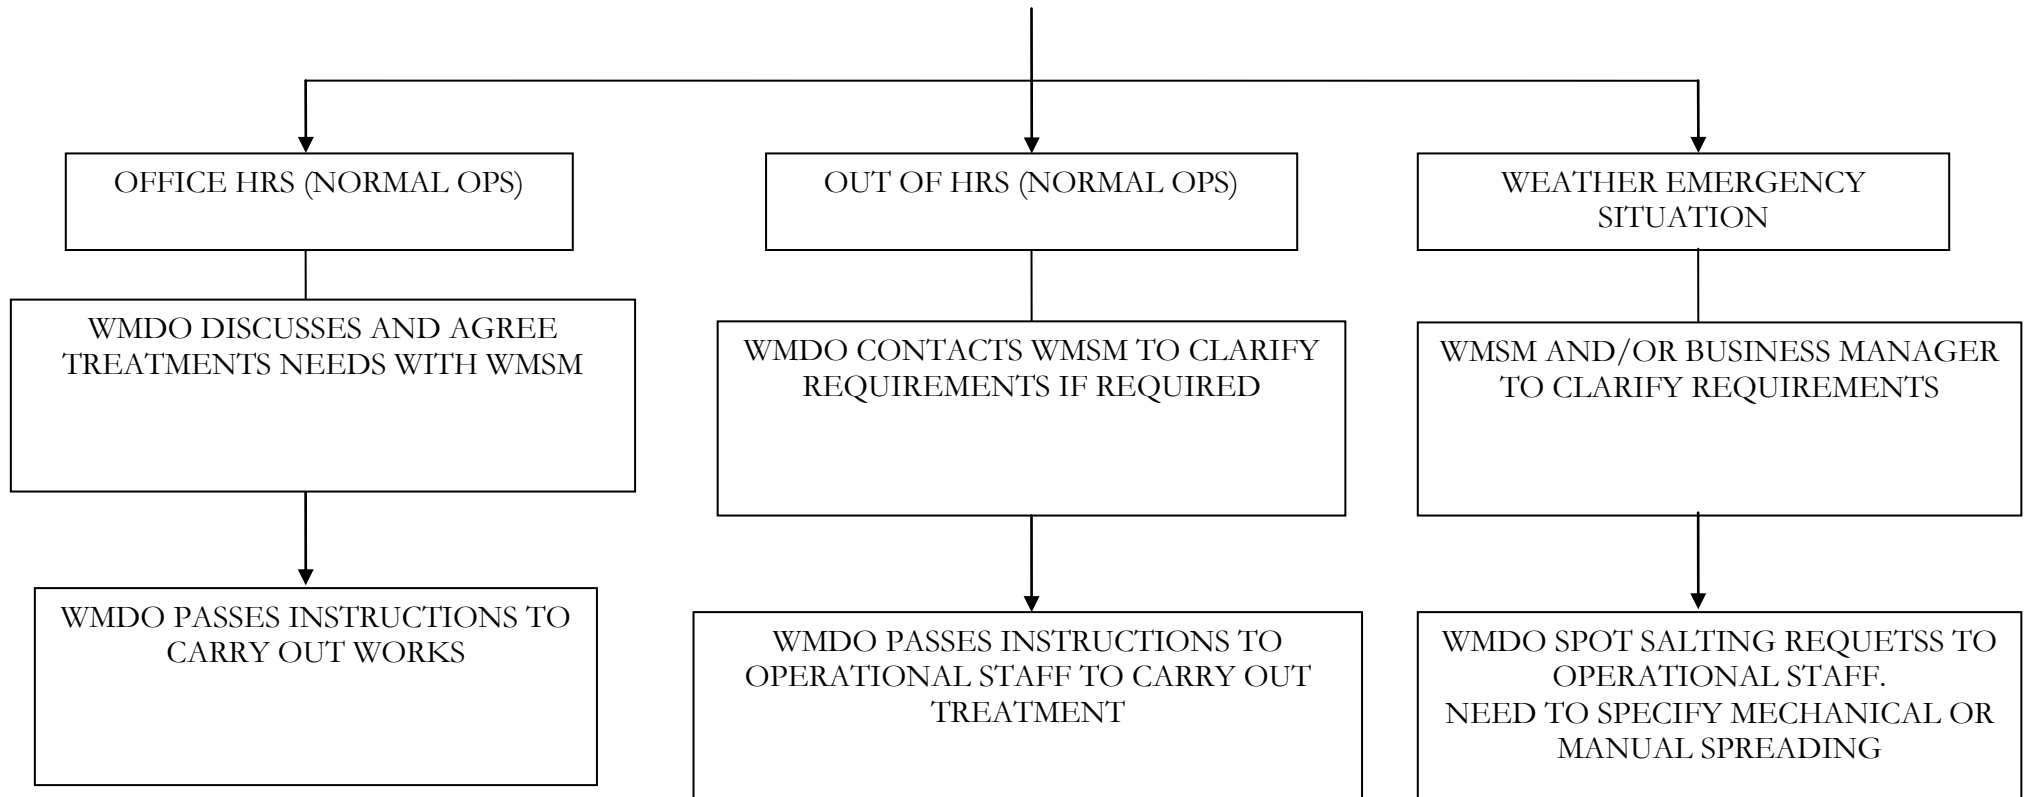 OFFICE HRS (NORMAL OPS)
OUT OF HRS (NORMAL OPS)
WEATHER EMERGENCY
SITUATION
WMDO DISCUSSES AND AGREE
TREATMENTS NEEDS WITH WMSM
WMDO CONTACTS WMSM TO CLARIFY
REQUIREMENTS IF REQUIRED
WMSM AND/OR BUSINESS MANAGER
TO CLARIFY REQUIREMENTS
WMDO PASSES INSTRUCTIONS TO
CARRY OUT WORKS
WMDO PASSES INSTRUCTIONS TO
OPERATIONAL STAFF TO CARRY OUT
TREATMENT
WMDO SPOT SALTING REQUETSS TO
OPERATIONAL STAFF.
NEED TO SPECIFY MECHANICAL OR
MANUAL SPREADING